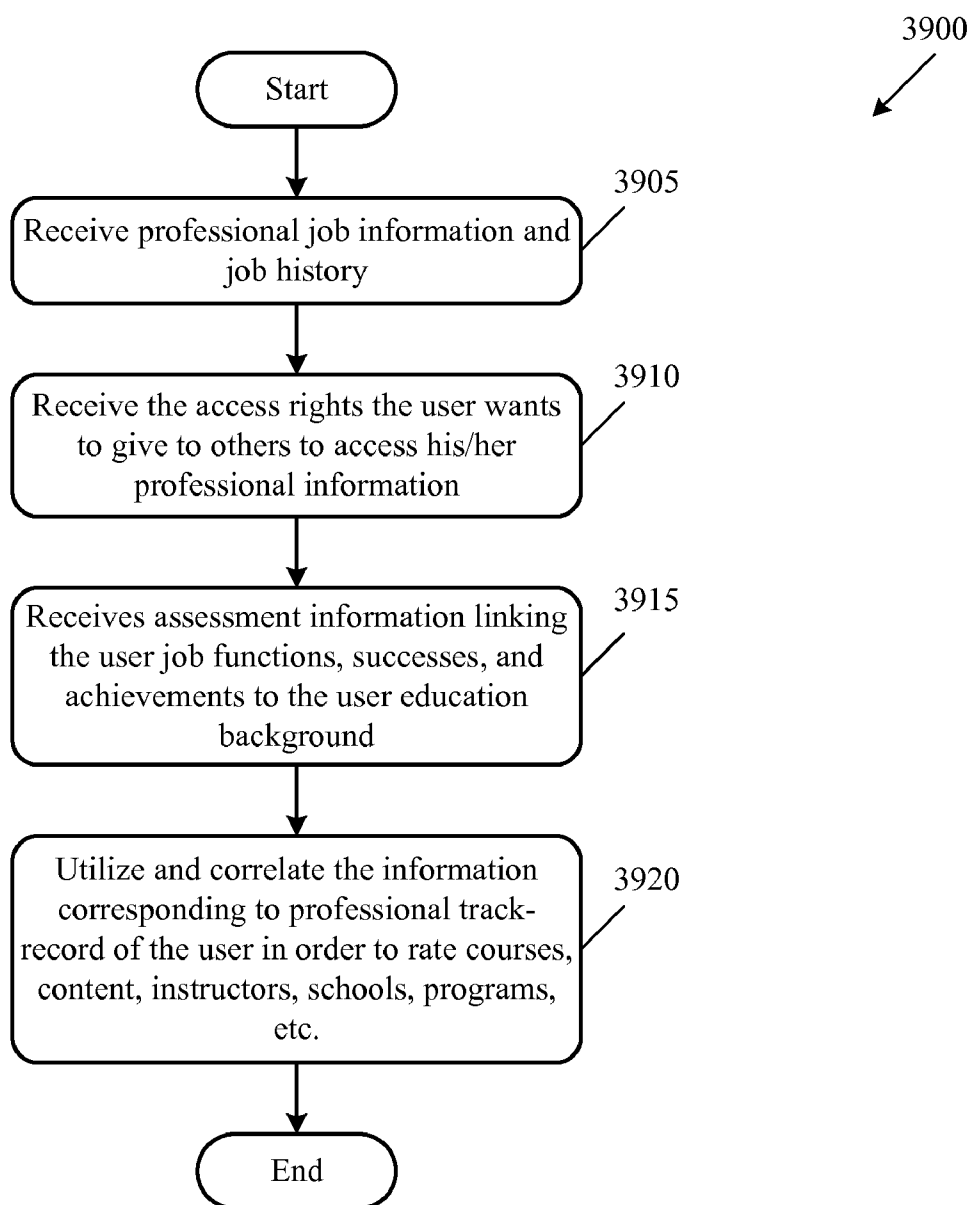 3900
Start
3905
Receive professional job information and
job history
3910
Receive the access rights the user wants
to give to others to access his/her
professional information
3915
Receives assessment information linking
the user job functions, successes, and
achievements to the user education
background
3920
Utilize and correlate the information
corresponding to professional track-
record of the user in order to rate courses,
content, instructors, schools, programs,
etc.
End